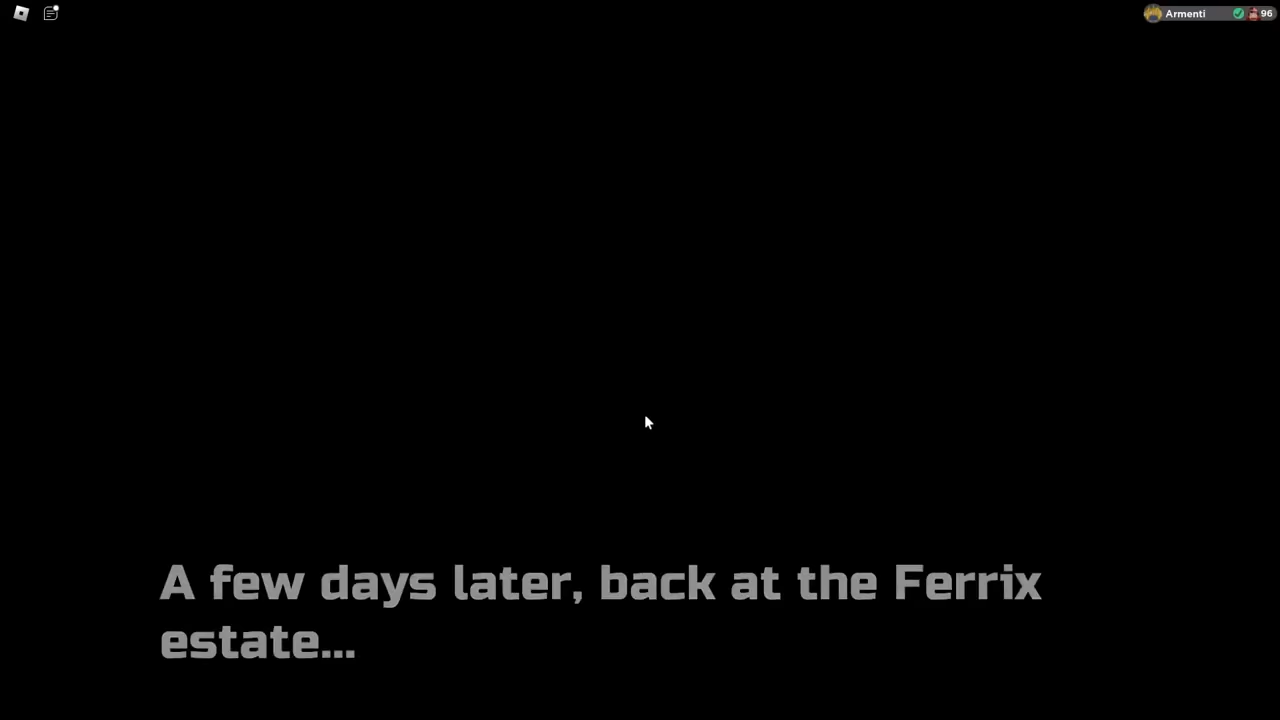 Armenti 96
A few days later, back at the Ferrix
estate...